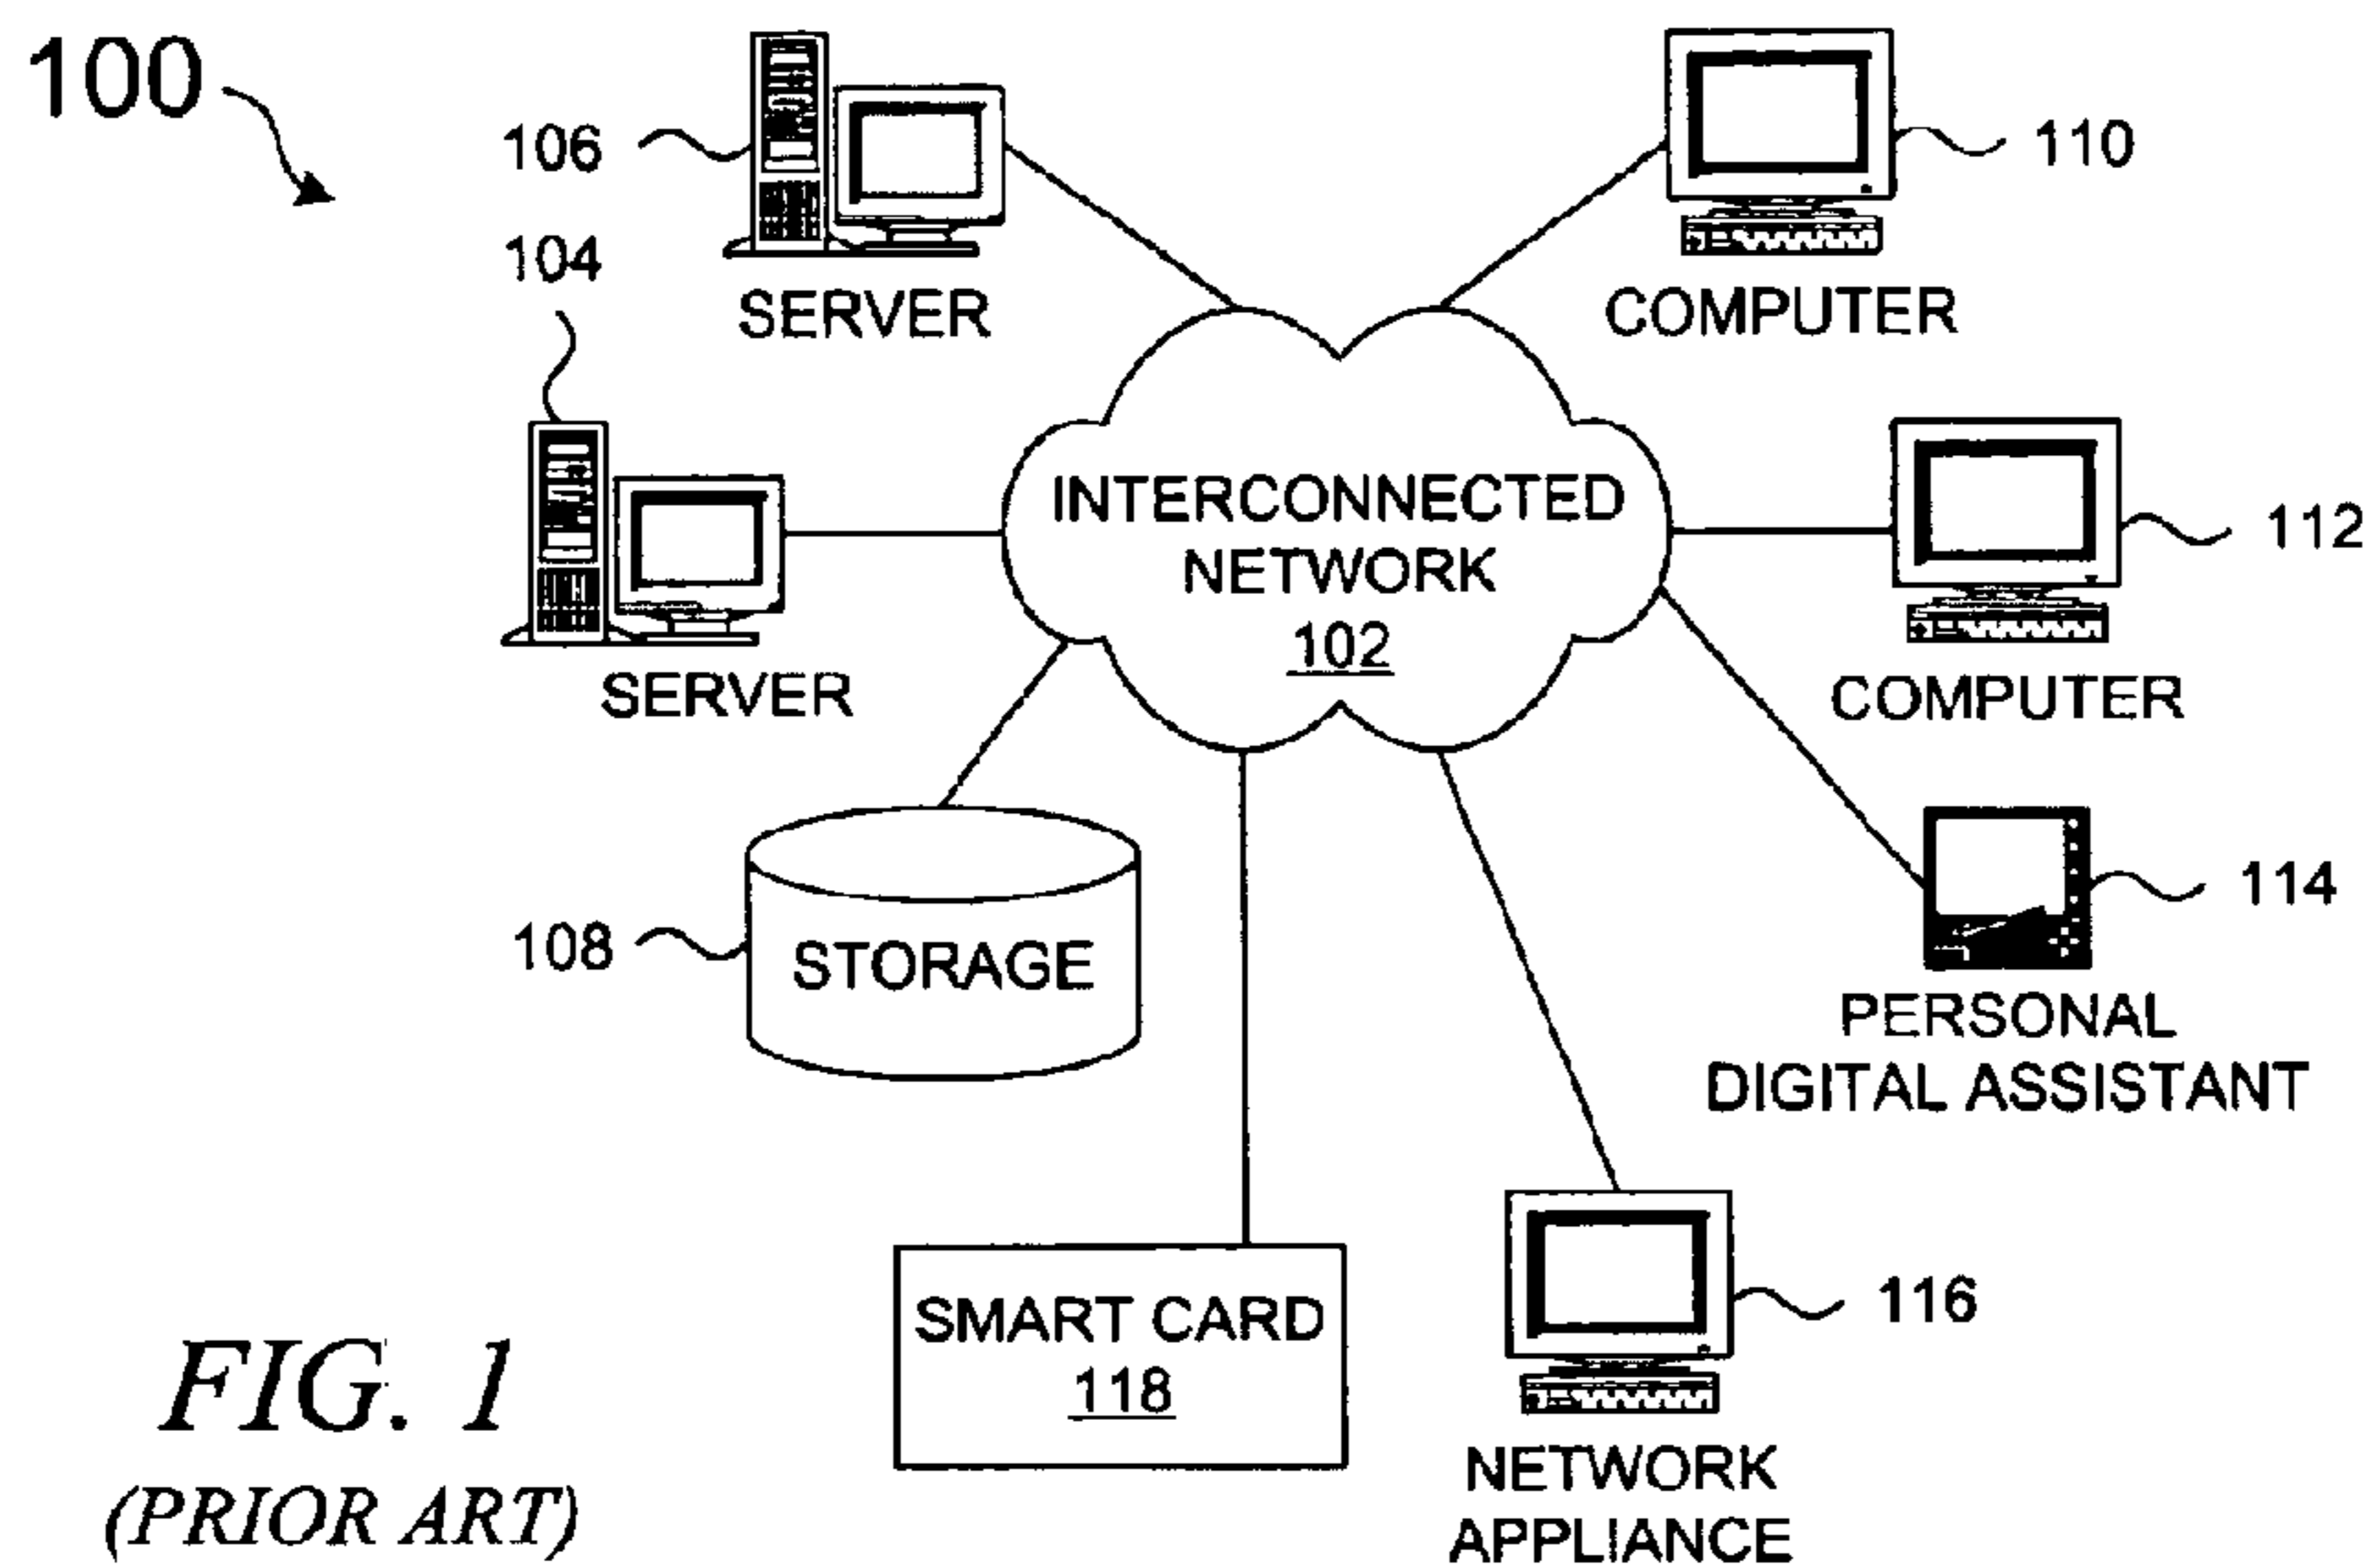 100
106
SERVER
110
COMPUTER
104
SERVER
INTERCONNECTED
NETWORK
102
112
COMPUTER
108
STORAGE
114
PERSONAL
DIGITAL ASSISTANT
SMART CARD
118
116
NETWORK
APPLIANCE
FIG. 1
(PRIOR ART)